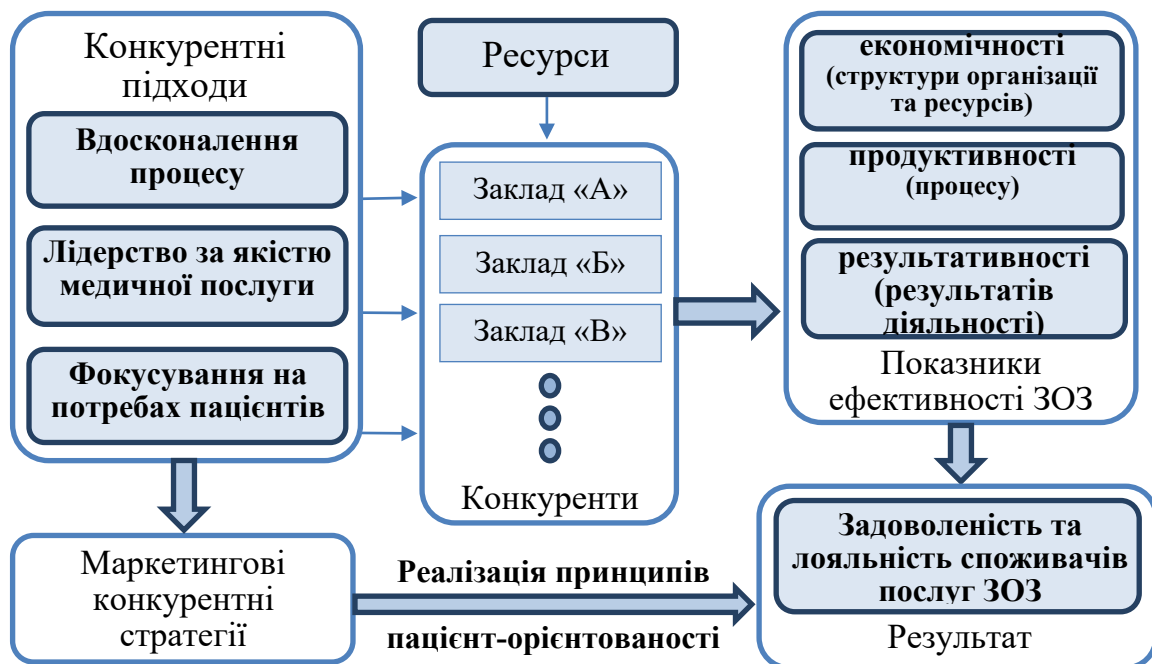 Конкурентні
підходи
Вдосконалення
процесу
Лідерство за якістю
медичної послуги
Фокусування на
потребах пацієнтів
Ресурси
Заклад «А»
Заклад «Б»
Заклад «В»
Конкуренти
економічності
(структури організації
та ресурсів)
продуктивності
(процесу)
результативності
(результатів
діяльності)
Показники
ефективності ЗОЗ
Маркетингові
конкурентні
стратегії
Реалізація принципів
пацієнт-орієнтованості
Задоволеність та
лояльність споживачів
послуг ЗОЗ
Результат